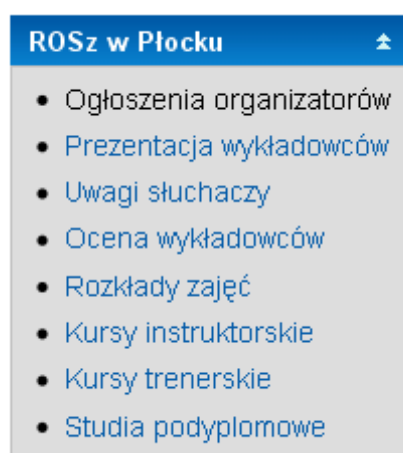 ROSz w Płocku
Ogłoszenia organizatorów
Prezentacja wykładowców
Uwagi słuchaczy
Ocena wykładowców
Rozkłady zajęć
Kursy instruktorskie
Kursy trenerskie
Studia podyplomowe